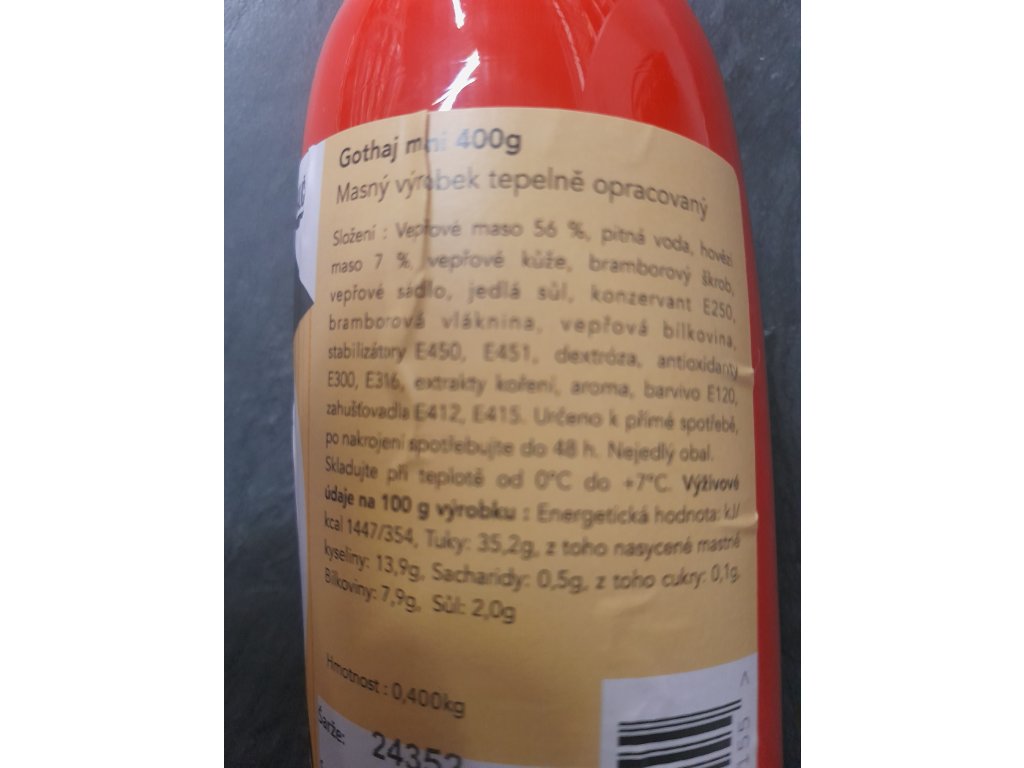 Gothaj mini 400g
Masný výrobek tepelně opracovaný
Složení : Vepřové maso 56 %, pitná voda, hovězí
maso 7 %, vepřové kůže, bramborový škrob,
vepřové sádlo, jedlá sůl, konzervant E250,
bramborová vláknina, vepřová bílkovina,
stabilizátory E450, E451, dextróza, antioxidanty
E300, E316, extrakty koření, aroma, barvivo E120,
zahušťovadla E412, E415. Určeno k přímé spotřebě,
po nakrojení spotřebujte do 48 h. Nejedlý obal.
Skladujte při teplotě od 0°C do +7°C. Výživové
údaje na 100 g výrobku : Energetická hodnota: kJ/
kcal 1447/354, Tuky: 35,2g, z toho nasycené mastné
kyseliny: 13,9g, Sacharidy: 0,5g, z toho cukry: 0,1g,
Bílkoviny: 7,9g, Sůl: 2,0g
Hmotnost : 0,400kg
Šarže: 24352
155 >